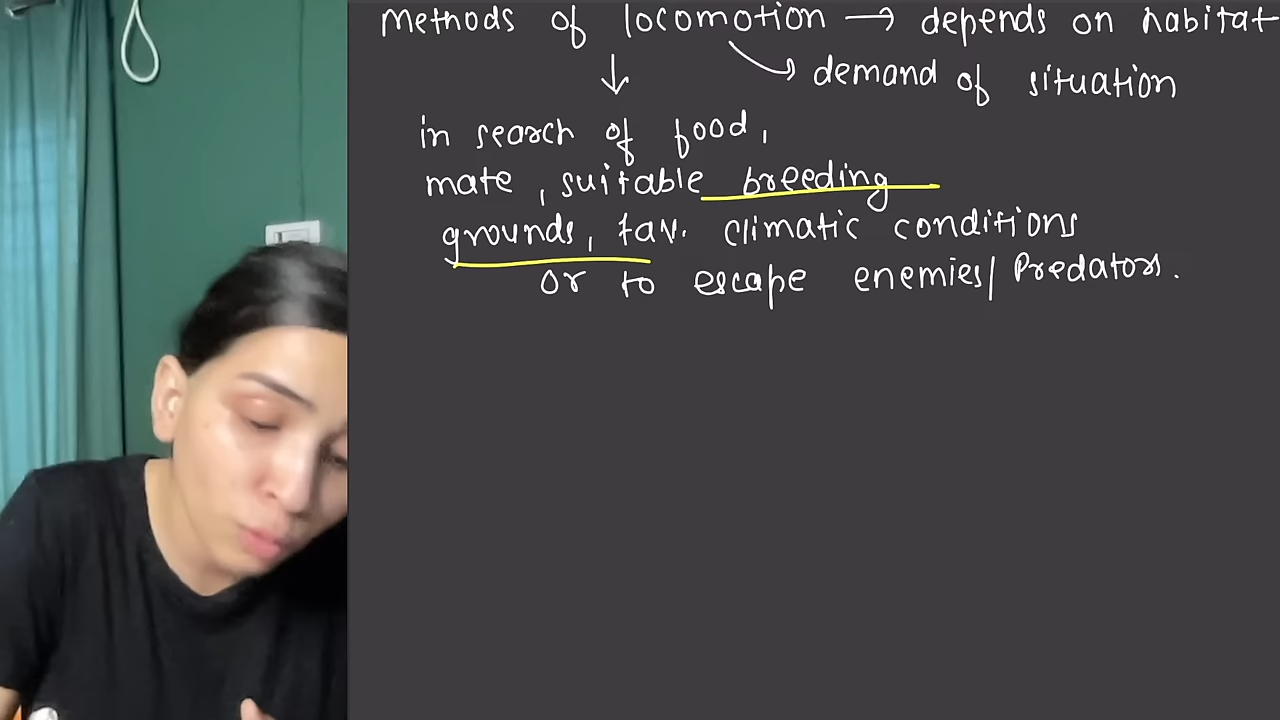 methods of locomotion → depends on habitat
↓ → demand of situation
in search of food,
mate, suitable breeding
grounds, fav. climatic conditions
or to escape enemies/ Predators.